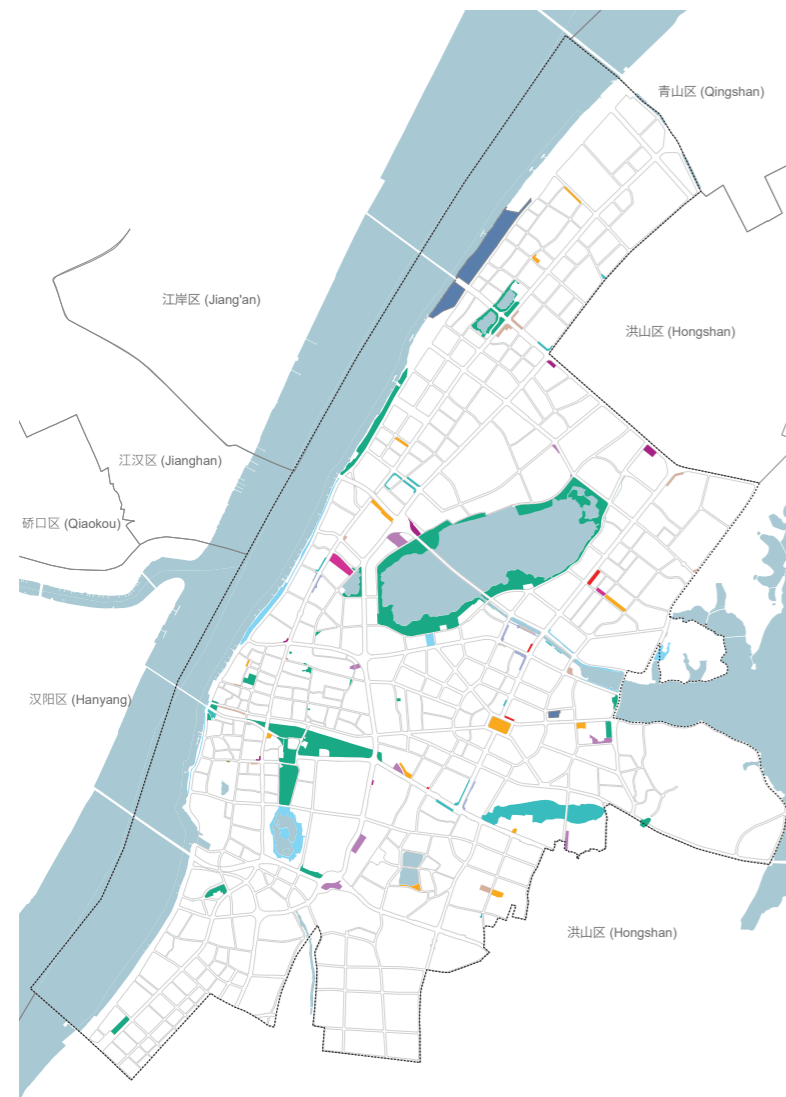 青山区 (Qingshan)
江岸区 (Jiang'an)
洪山区 (Hongshan)
江汉区 (Jianghan)
硚口区 (Qiaokou)
汉阳区 (Hanyang)
洪山区 (Hongshan)